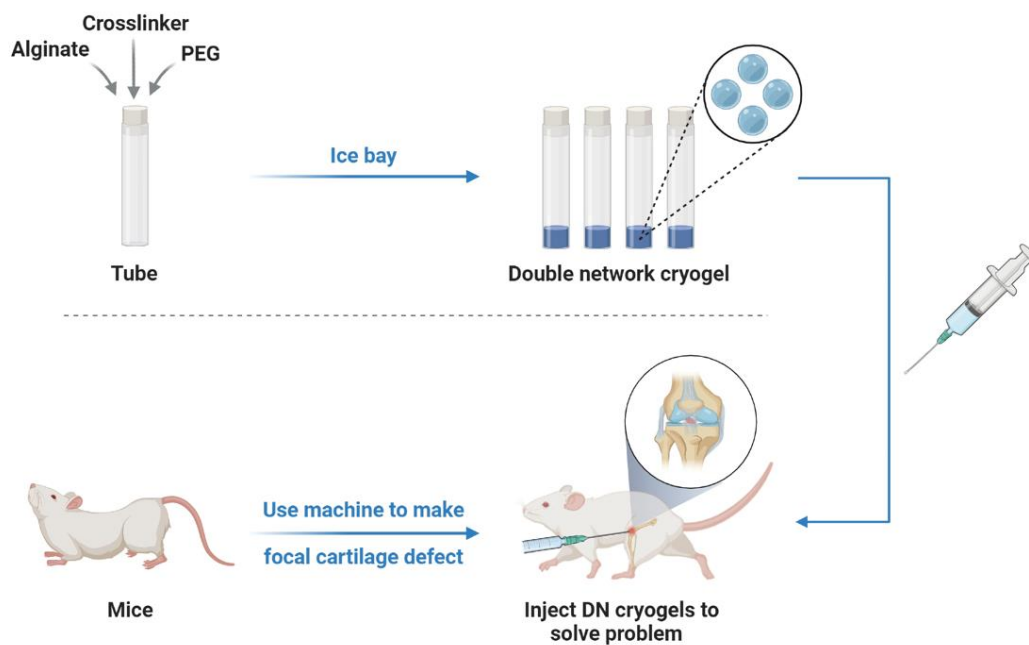 Crosslinker
Alginate
PEG
Ice bay
Tube
Double network cryogel
Use machine to make
focal cartilage defect
Mice
Inject DN cryogels to
solve problem